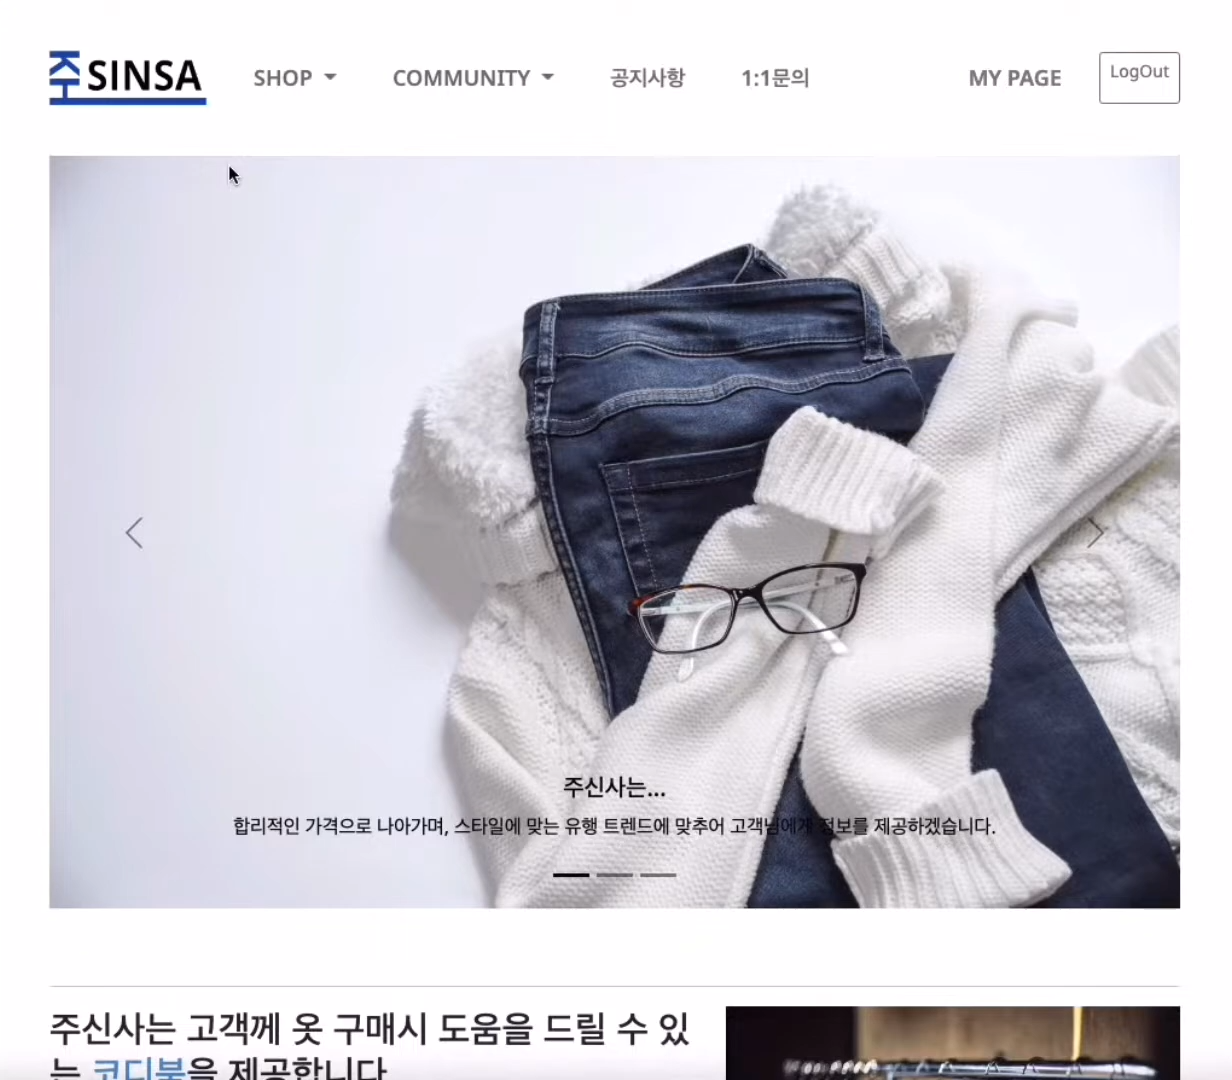 주SINSA SHOP COMMUNITY 공지사항 1:1문의 MY PAGE LogOut
주신사는...
합리적인 가격으로 나아가며, 스타일에 맞는 유행 트렌드에 맞추어 고객님에게 정보를 제공하겠습니다.
주신사는 고객께 옷 구매시 도움을 드릴 수 있
는 코디북을 제공합니다